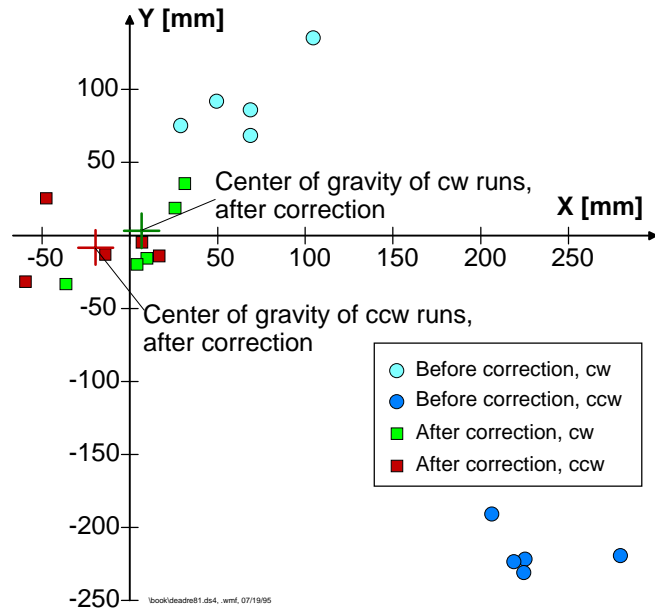 Y [mm]
100
50
Center of gravity of cw runs,
after correction
X [mm]
-50
50
100
150
200
250
-50
Center of gravity of ccw runs,
after correction
-100
-150
-200
-250
Before correction, cw
Before correction, ccw
After correction, cw
After correction, ccw
\book\deadre81.ds4, .wmf, 07/19/95